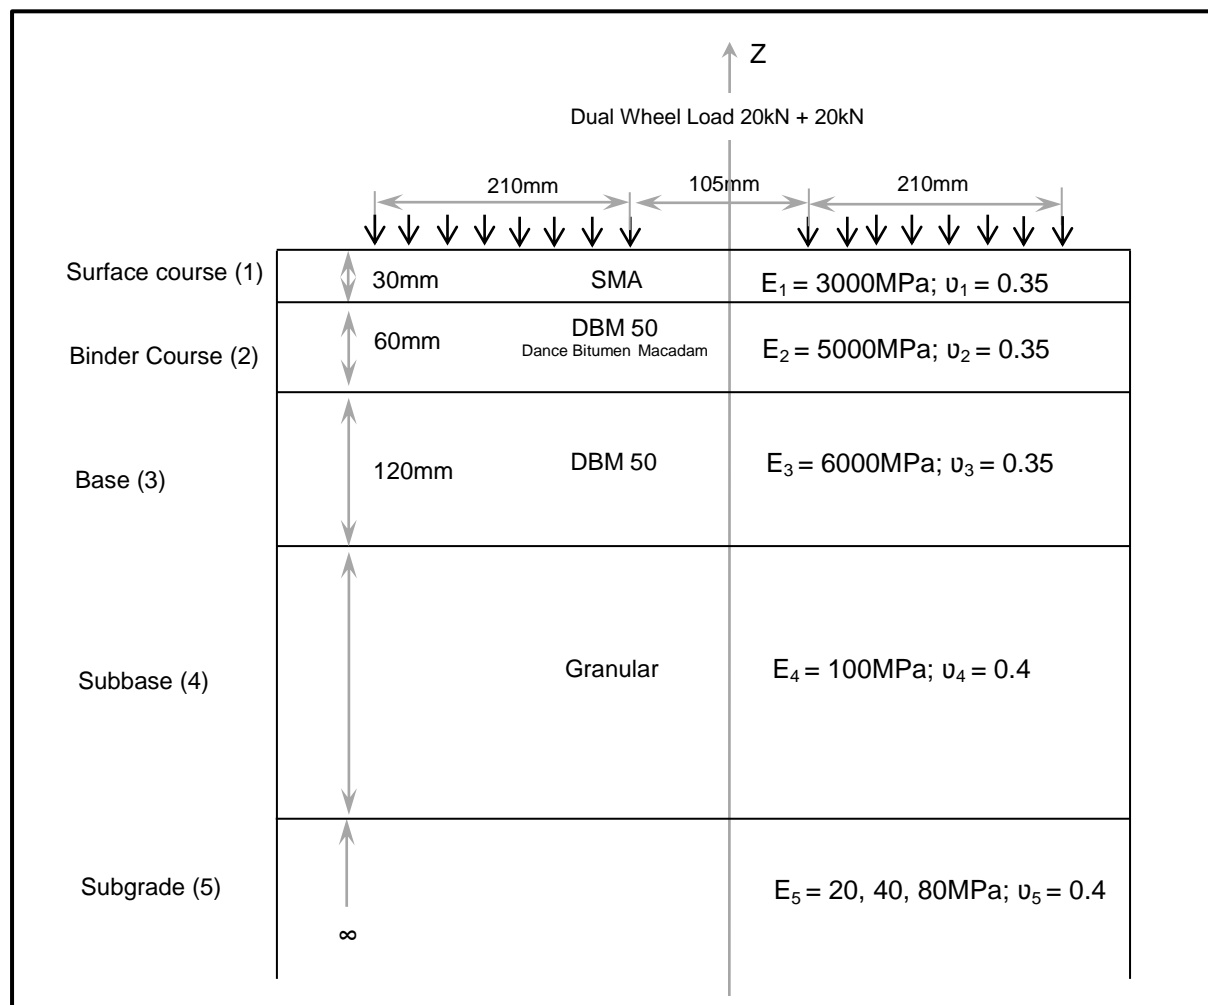 Z
Dual Wheel Load 20kN + 20kN
210mm 105mm 210mm
Surface course (1) 30mm SMA E₁ = 3000MPa; υ₁ = 0.35
Binder Course (2) 60mm DBM 50 E₂ = 5000MPa; υ₂ = 0.35
Dance Bitumen Macadam
Base (3) 120mm DBM 50 E₃ = 6000MPa; υ₃ = 0.35
Subbase (4) Granular E₄ = 100MPa; υ₄ = 0.4
Subgrade (5) E₅ = 20, 40, 80MPa; υ₅ = 0.4
∞